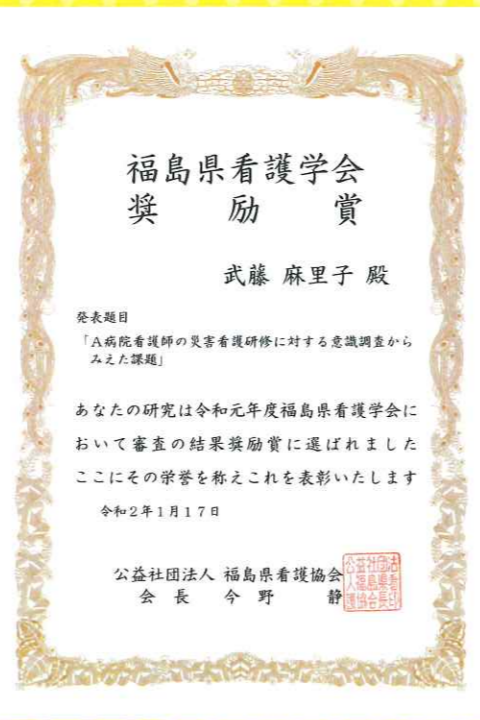 福島県看護学会
奨励賞
武藤 麻里子 殿
発表題目
「A病院看護師の災害看護研修に対する意識調査から
みえた課題」
あなたの研究は令和元年度福島県看護学会に
おいて審査の結果奨励賞に選ばれました
ここにその栄誉を称えこれを表彰いたします
令和2年1月17日
公益社団法人 福島県看護協会
会長 今野 静